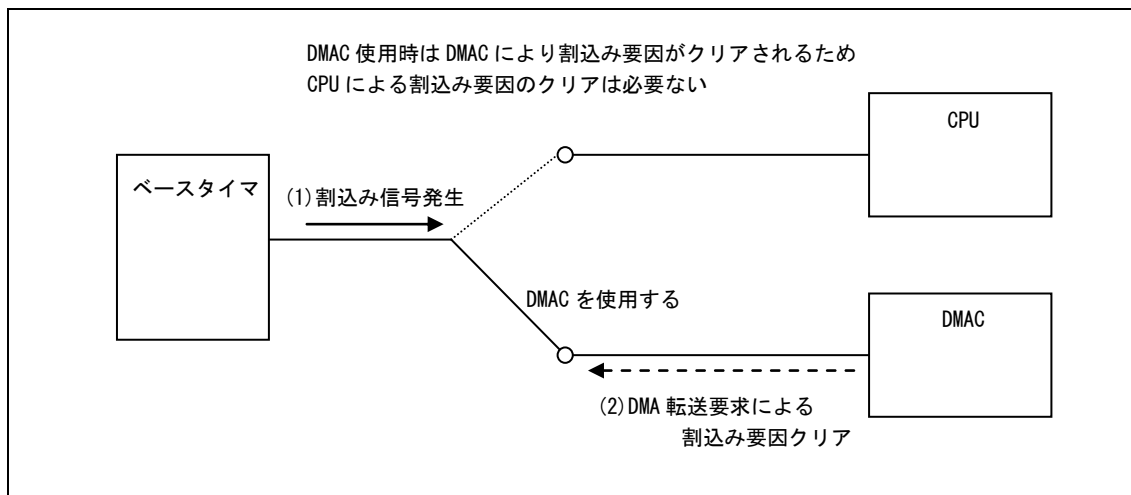 DMAC 使用時は DMAC により割込み要因がクリアされるため
CPU による割込み要因のクリアは必要ない
CPU
ベースタイマ
(1)割込み信号発生
DMAC を使用する
DMAC
(2)DMA 転送要求による
割込み要因クリア